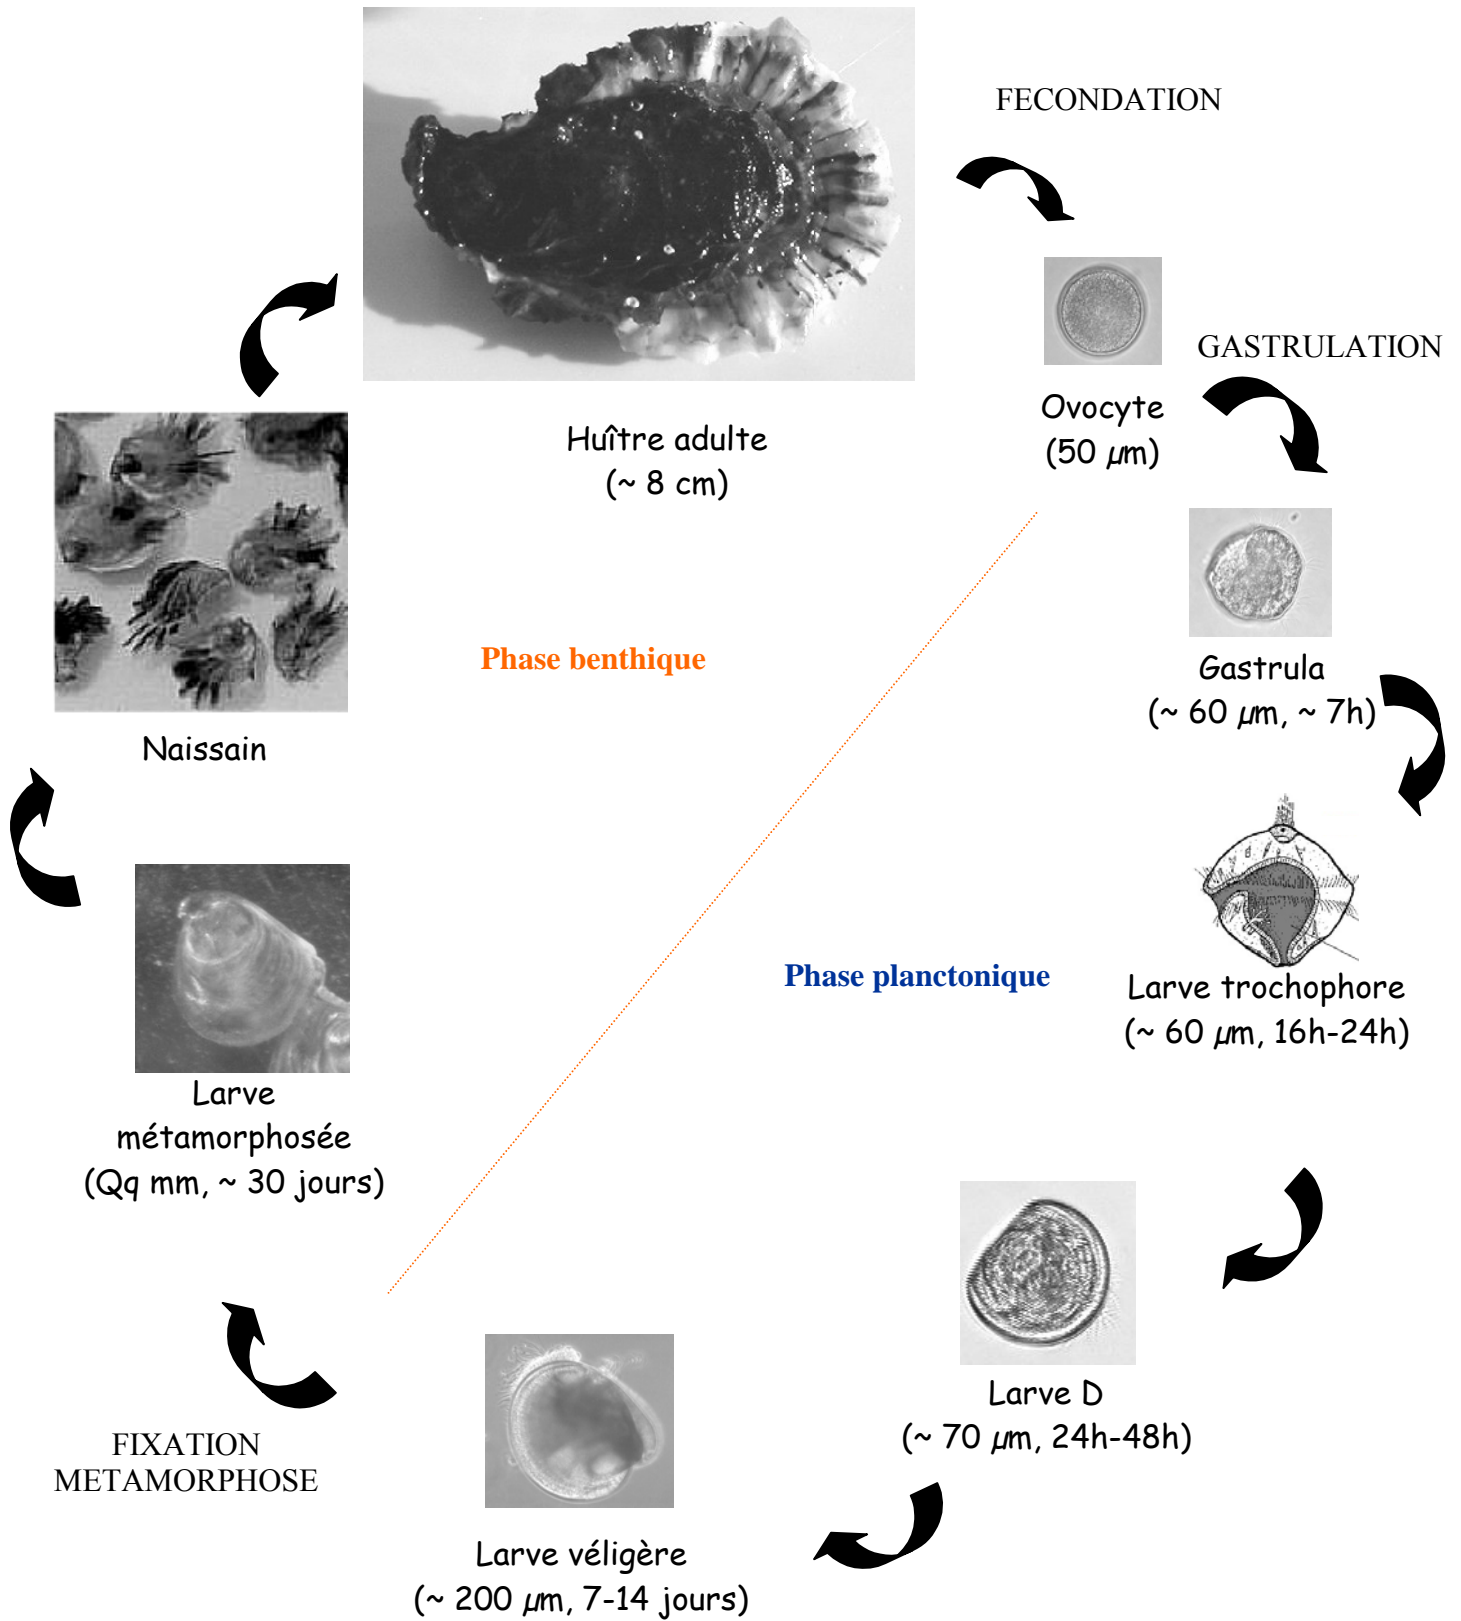 FECONDATION
GASTRULATION
Ovocyte
(50 µm)
Huître adulte
(~ 8 cm)
Phase benthique
Gastrula
(~ 60 µm, ~ 7h)
Naissain
Phase planctonique
Larve trochophore
(~ 60 µm, 16h-24h)
Larve
métamorphosée
(Qq mm, ~ 30 jours)
Larve D
(~ 70 µm, 24h-48h)
FIXATION
METAMORPHOSE
Larve véligère
(~ 200 µm, 7-14 jours)